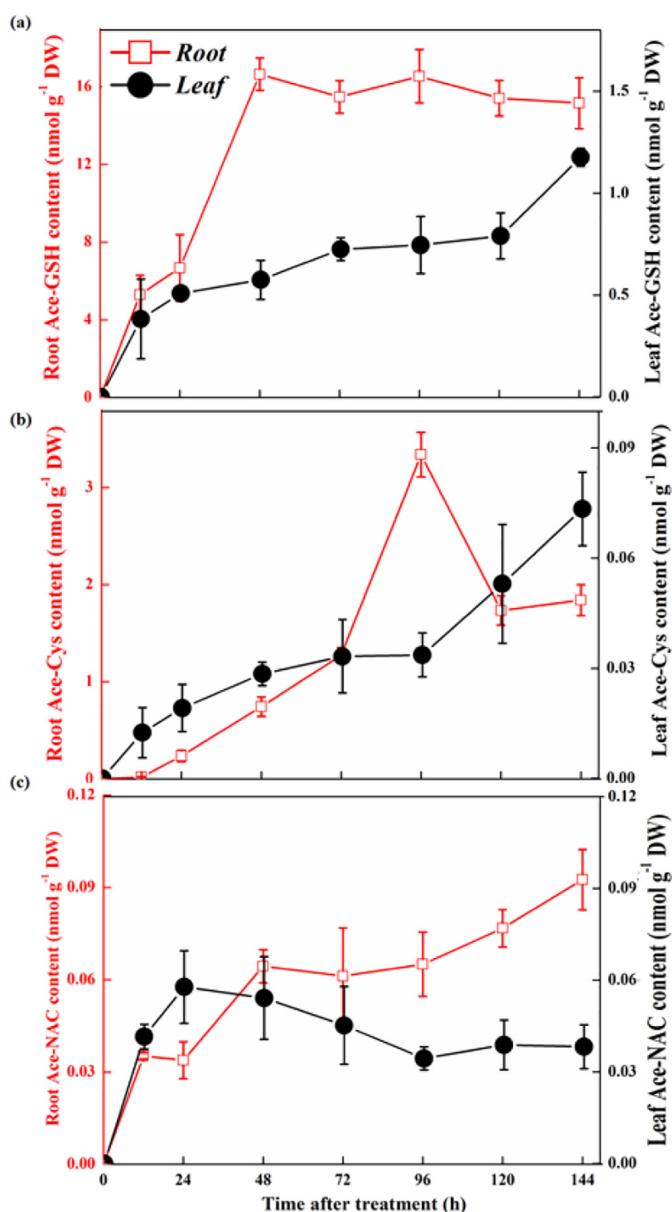 (a)
Root
Leaf
Root Ace-GSH content (nmol g⁻¹ DW)
16
12
8
4
0
Leaf Ace-GSH content (nmol g⁻¹ DW)
1.5
1.0
0.5
0.0
(b)
Root Ace-Cys content (nmol g⁻¹ DW)
3
2
1
0
Leaf Ace-Cys content (nmol g⁻¹ DW)
0.09
0.06
0.03
0.00
(c)
Root Ace-NAC content (nmol g⁻¹ DW)
0.12
0.09
0.06
0.03
0.00
Leaf Ace-NAC content (nmol g⁻¹ DW)
0.12
0.09
0.06
0.03
0.00
0 24 48 72 96 120 144
Time after treatment (h)